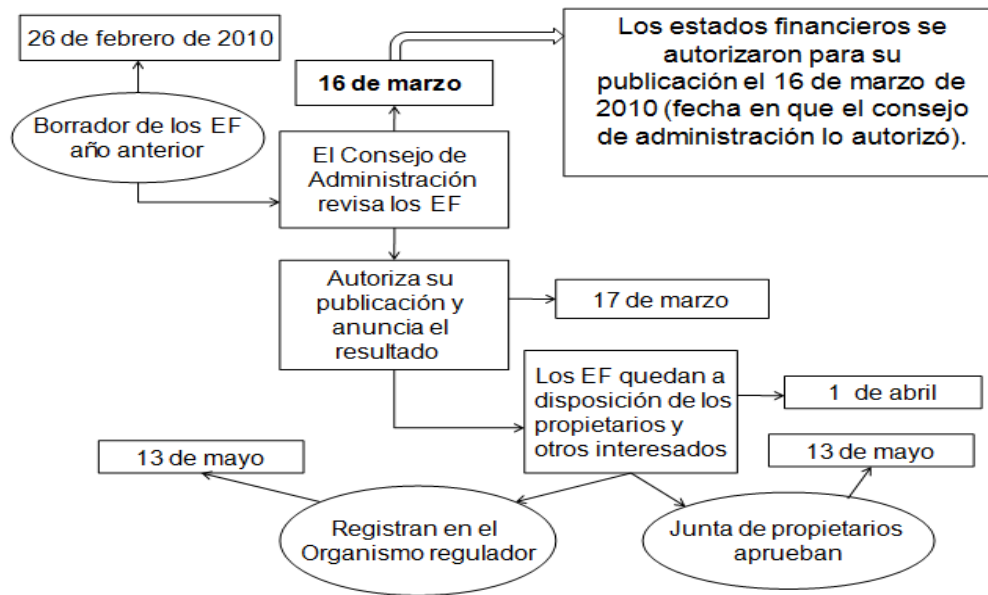 26 de febrero de 2010
Borrador de los EF
año anterior
16 de marzo
Los estados financieros se
autorizaron para su
publicación el 16 de marzo de
2010 (fecha en que el consejo
de administración lo autorizó).
El Consejo de
Administración
revisa los EF
Autoriza su
publicación y
anuncia el
resultado
17 de marzo
Los EF quedan a
disposición de los
propietarios y
otros interesados
1 de abril
13 de mayo
13 de mayo
Registran en el
Organismo regulador
Junta de propietarios
aprueban